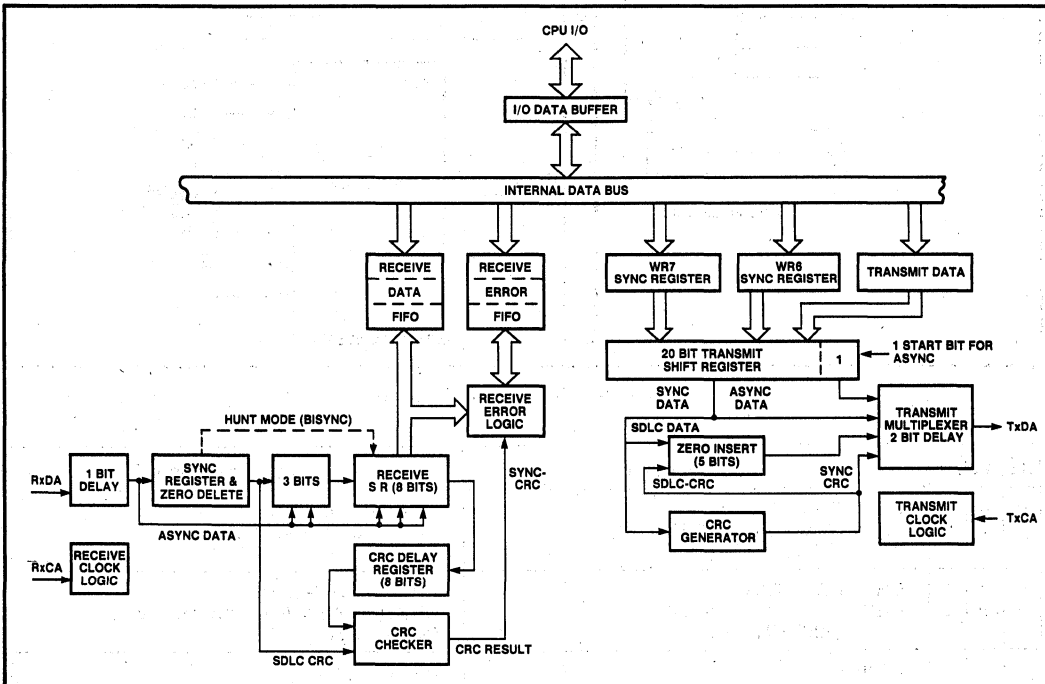 CPU I/O
I/O DATA BUFFER
INTERNAL DATA BUS
RECEIVE
DATA
FIFO
RECEIVE
ERROR
FIFO
WR7
SYNC REGISTER
WR6
SYNC REGISTER
TRANSMIT DATA
20 BIT TRANSMIT
SHIFT REGISTER
1
1 START BIT FOR
ASYNC
RECEIVE
ERROR
LOGIC
SYNC
DATA
ASYNC
DATA
TRANSMIT
MULTIPLEXER
2 BIT DELAY
TxDA
HUNT MODE (BISYNC)
SDLC DATA
ZERO INSERT
(5 BITS)
SDLC-CRC
SYNC
CRC
RxDA
1 BIT
DELAY
SYNC
REGISTER &
ZERO DELETE
3 BITS
RECEIVE
S R (8 BITS)
SYNC-
CRC
ASYNC DATA
CRC
GENERATOR
TRANSMIT
CLOCK
LOGIC
TxCA
RxCA
RECEIVE
CLOCK
LOGIC
CRC DELAY
REGISTER
(8 BITS)
CRC
CHECKER
SDLC CRC
CRC RESULT